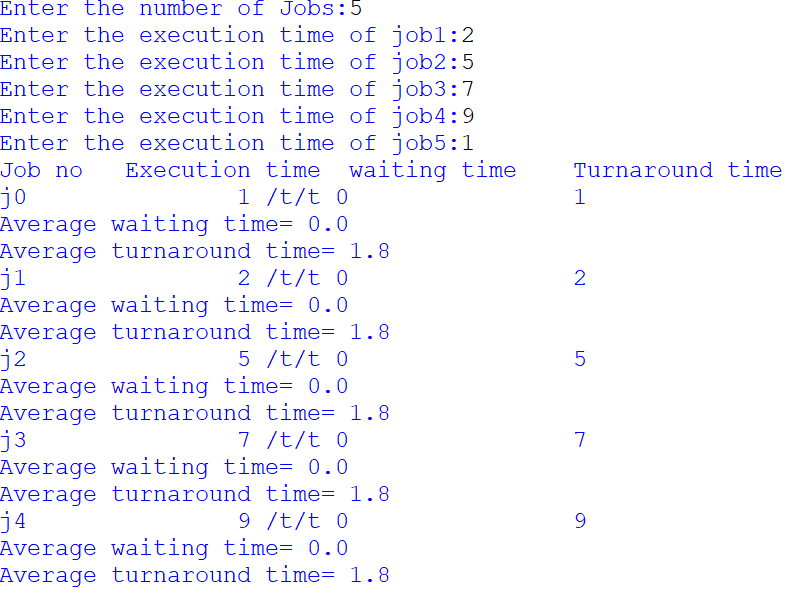 Enter the number of Jobs:5
Enter the execution time of job1:2
Enter the execution time of job2:5
Enter the execution time of job3:7
Enter the execution time of job4:9
Enter the execution time of job5:1
Job no   Execution time  waiting time    Turnaround time
j0               1 /t/t 0                1
Average waiting time= 0.0
Average turnaround time= 1.8
j1               2 /t/t 0                2
Average waiting time= 0.0
Average turnaround time= 1.8
j2               5 /t/t 0                5
Average waiting time= 0.0
Average turnaround time= 1.8
j3               7 /t/t 0                7
Average waiting time= 0.0
Average turnaround time= 1.8
j4               9 /t/t 0                9
Average waiting time= 0.0
Average turnaround time= 1.8